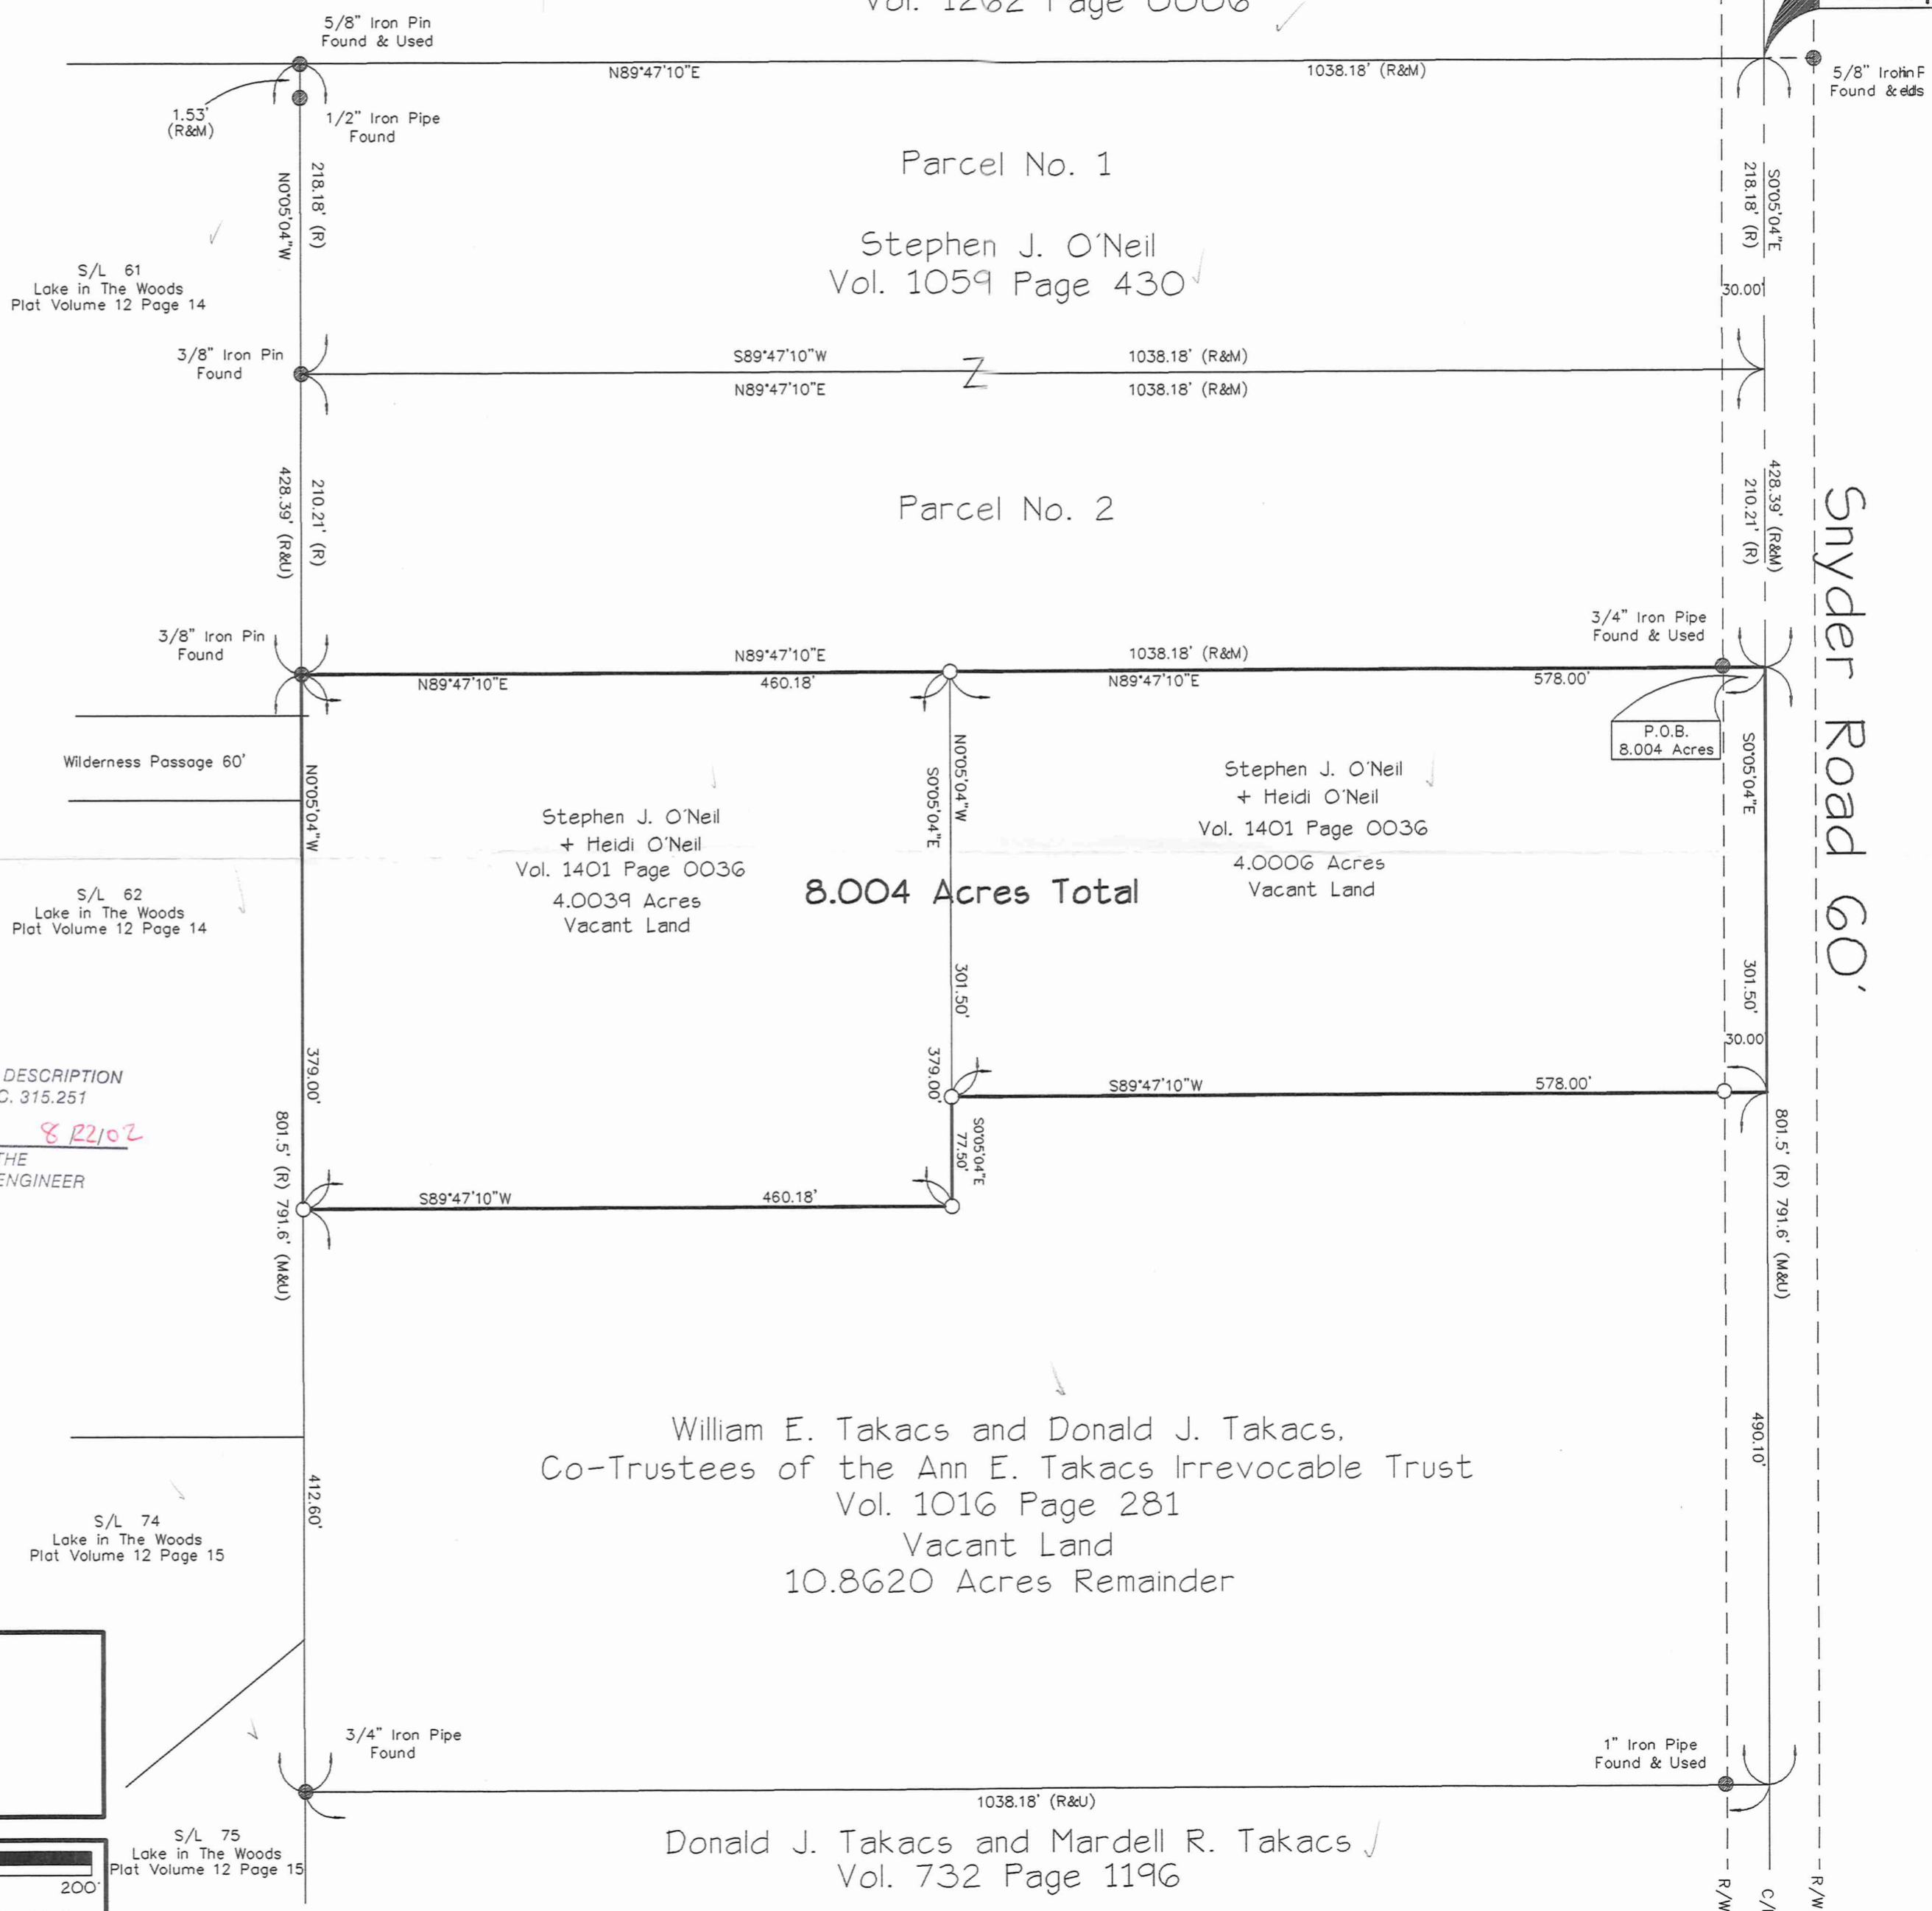 Vol. 1262 Page 0006
5/8" Iron Pin
Found & Used
N89°47'10"E
1038.18' (R&M)
5/8" Iron
Found &
1.53'
(R&M)
1/2" Iron Pipe
Found
Parcel No. 1
218.18' (R)
N0°05'04"W
S0°05'04"E
218.18' (R)
Stephen J. O'Neil
Vol. 1059 Page 430
S/L 61
Lake in The Woods
Plat Volume 12 Page 14
30.00'
3/8" Iron Pin
Found
S89°47'10"W
1038.18' (R&M)
N89°47'10"E
1038.18' (R&M)
Z
210.21' (R)
428.39' (R&U)
Parcel No. 2
428.39' (R&M)
210.21' (R)
Snyder Road 60'
3/8" Iron Pin
Found
3/4" Iron Pipe
Found & Used
N89°47'10"E
1038.18' (R&M)
N89°47'10"E
460.18'
N89°47'10"E
578.00'
P.O.B.
8.004 Acres
Wilderness Passage 60'
N0°05'04"W
N0°05'04"W
S0°05'04"E
S0°05'04"E
Stephen J. O'Neil
+ Heidi O'Neil
Vol. 1401 Page 0036
4.0039 Acres
Vacant Land
Stephen J. O'Neil
+ Heidi O'Neil
Vol. 1401 Page 0036
4.0006 Acres
Vacant Land
8.004 Acres Total
S/L 62
Lake in The Woods
Plat Volume 12 Page 14
301.50'
301.50'
30.00'
379.00'
379.00'
DESCRIPTION
C. 315.251
8/22/02
THE
ENGINEER
S89°47'10"W
578.00'
S0°05'04"E
77.50'
S89°47'10"W
460.18'
801.5' (R) 791.6' (M&U)
801.5' (R) 791.6' (M&U)
William E. Takacs and Donald J. Takacs,
Co-Trustees of the Ann E. Takacs Irrevocable Trust
Vol. 1016 Page 281
Vacant Land
10.8620 Acres Remainder
490.10'
412.60'
S/L 74
Lake in The Woods
Plat Volume 12 Page 15
3/4" Iron Pipe
Found
1" Iron Pipe
Found & Used
1038.18' (R&U)
S/L 75
Lake in The Woods
Plat Volume 12 Page 15
200'
Donald J. Takacs and Mardell R. Takacs
Vol. 732 Page 1196
R/W
R/W